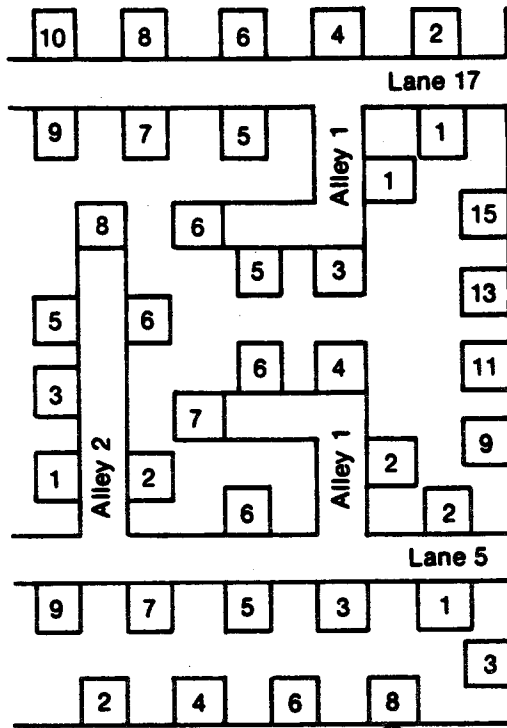 10 8 6 4 2
Lane 17
9 7 5 Alley 1 1
1
8 6 15
5 3
5 6 13
6 4 11
3
7
9
1 Alley 2 2 Alley 1 2
6 2
Lane 5
9 7 5 3 1
3
2 4 6 8